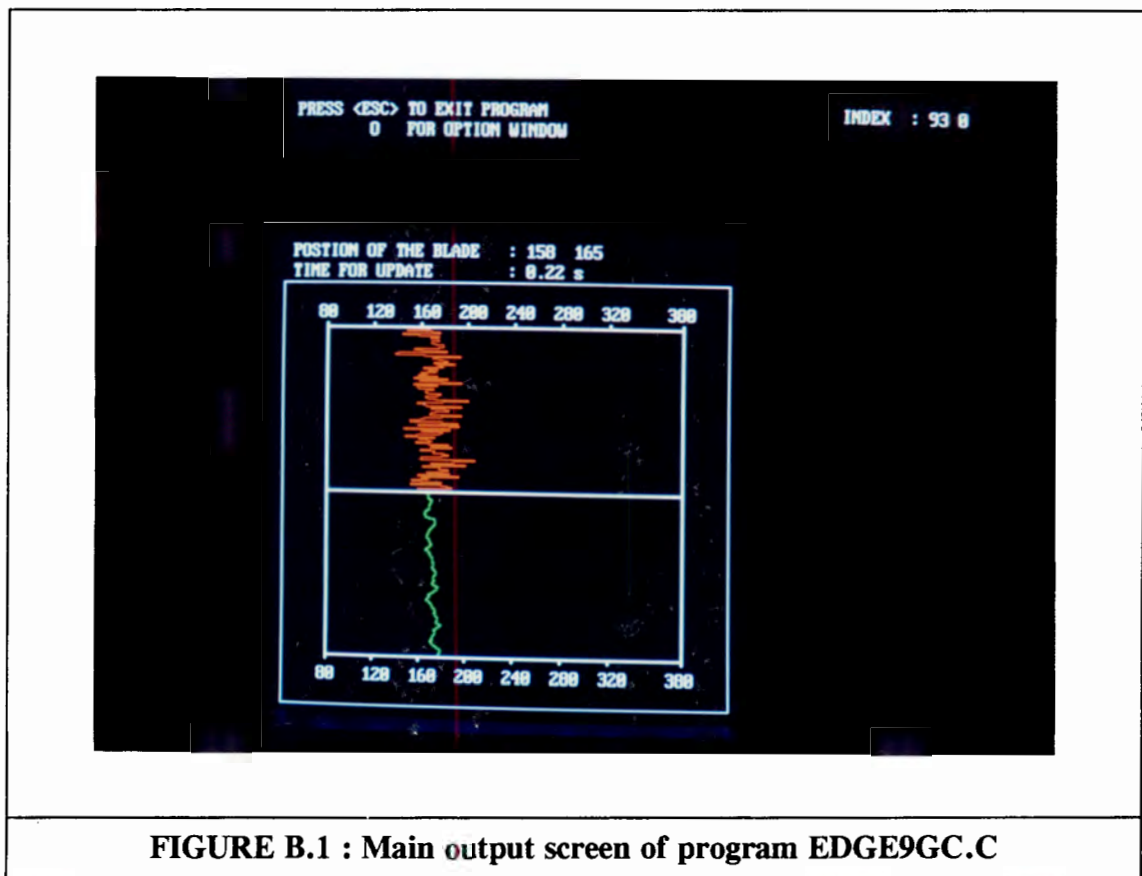 PRESS <ESC> TO EXIT PROGRAM
O FOR OPTION WINDOW
INDEX : 93 0
POSTION OF THE BLADE : 158 165
TIME FOR UPDATE : 0.22 s
80 120 160 200 240 280 320 380
80 120 160 200 240 280 320 380
FIGURE B.1 : Main output screen of program EDGE9GC.C